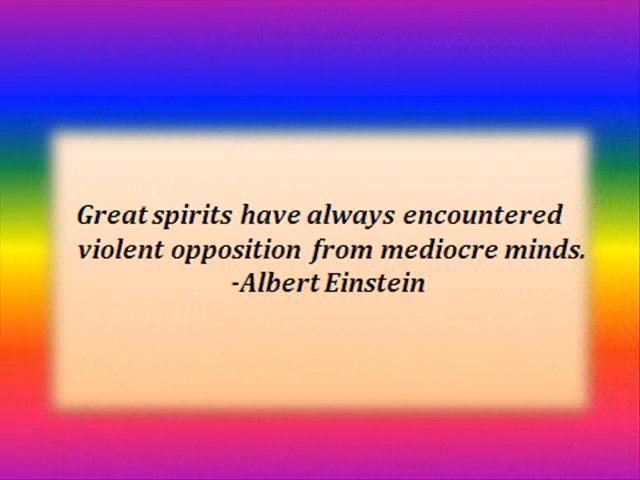 Great spirits have always encountered
violent opposition from mediocre minds.
-Albert Einstein